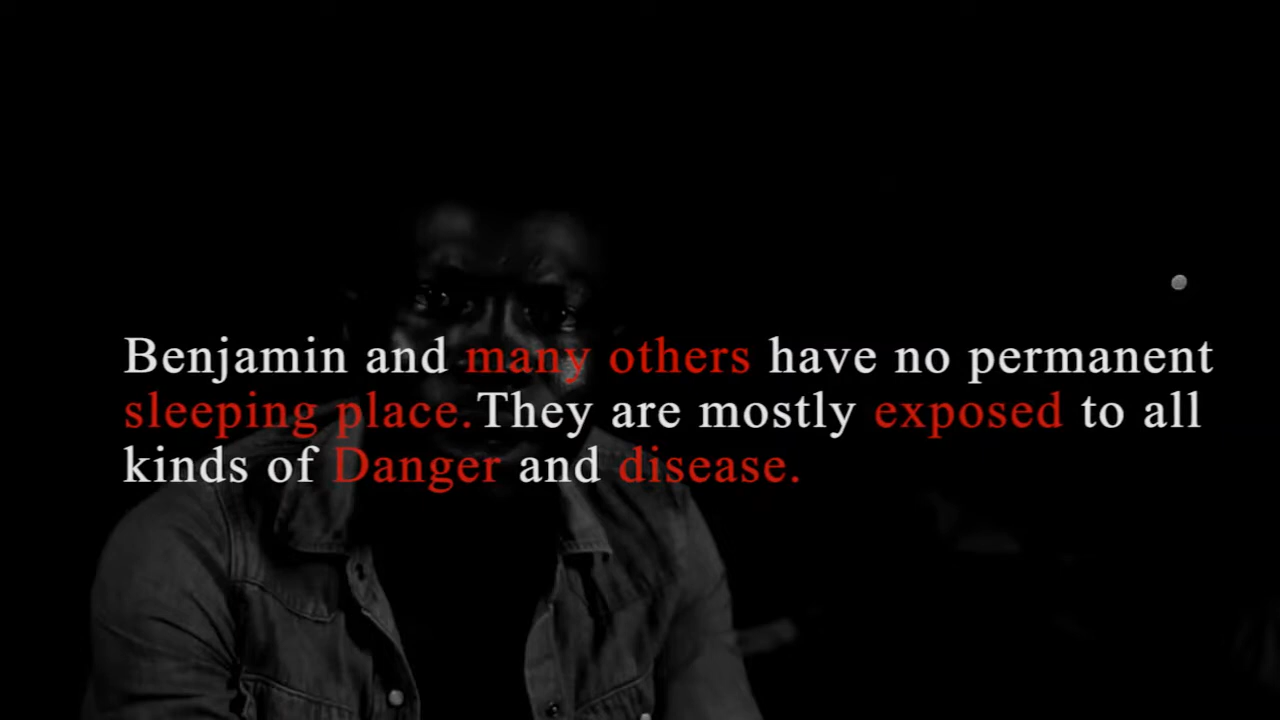 Benjamin and many others have no permanent
sleeping place.They are mostly exposed to all
kinds of Danger and disease.